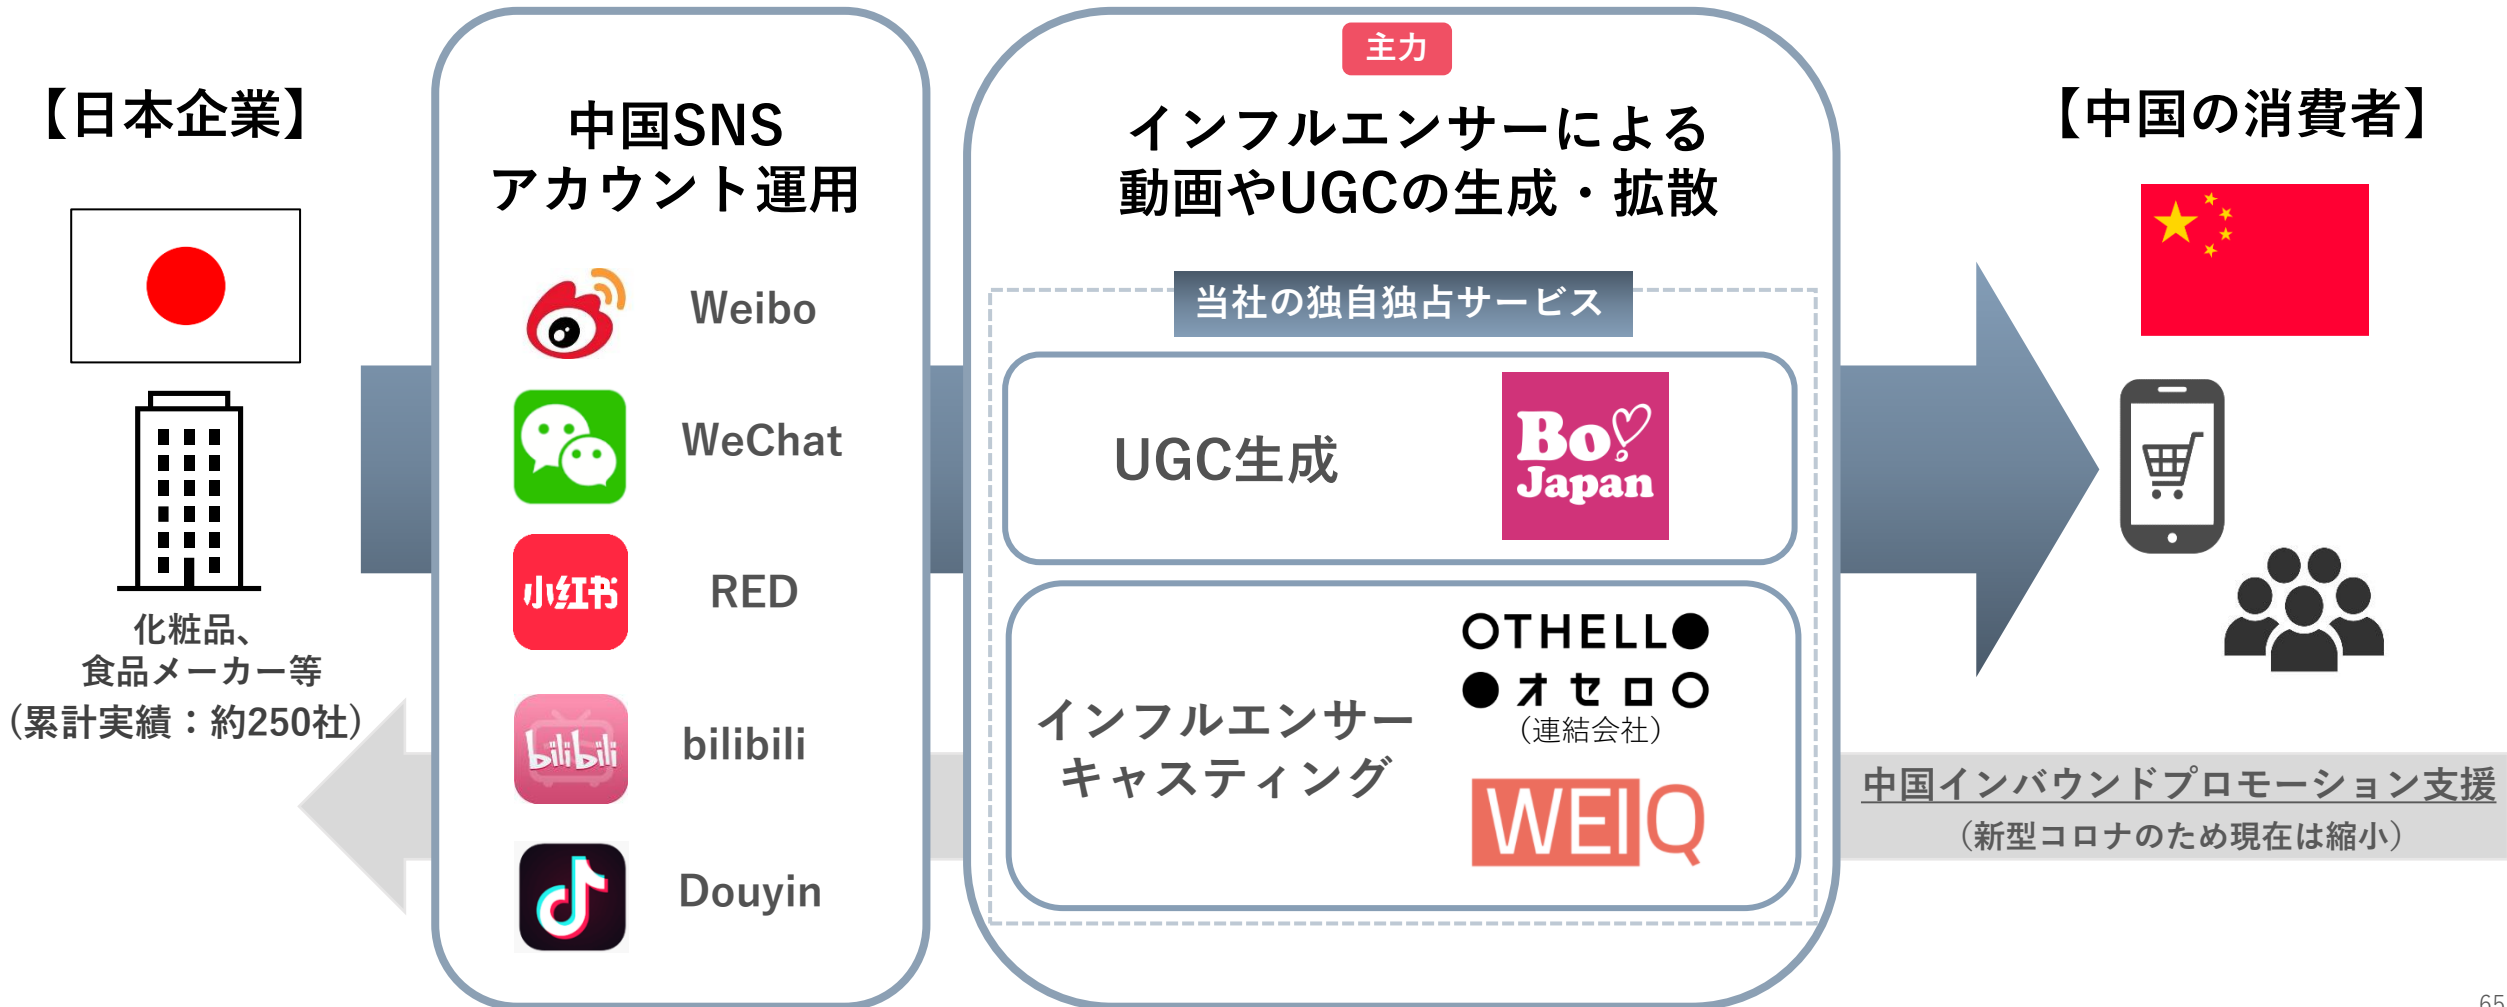 【日本企業】
化粧品、
食品メーカー等
（累計実績：約250社）
中国SNS
アカウント運用
Weibo
WeChat
小红书
RED
bilibili
bilibili
Douyin
主力
インフルエンサーによる
動画やUGCの生成・拡散
当社の独自独占サービス
UGC生成
Bo
Japan
インフルエンサー
キャスティング
OTHELLO
オセロ
（連結会社）
WEIQ
【中国の消費者】
中国インバウンドプロモーション支援
（新型コロナのため現在は縮小）
65